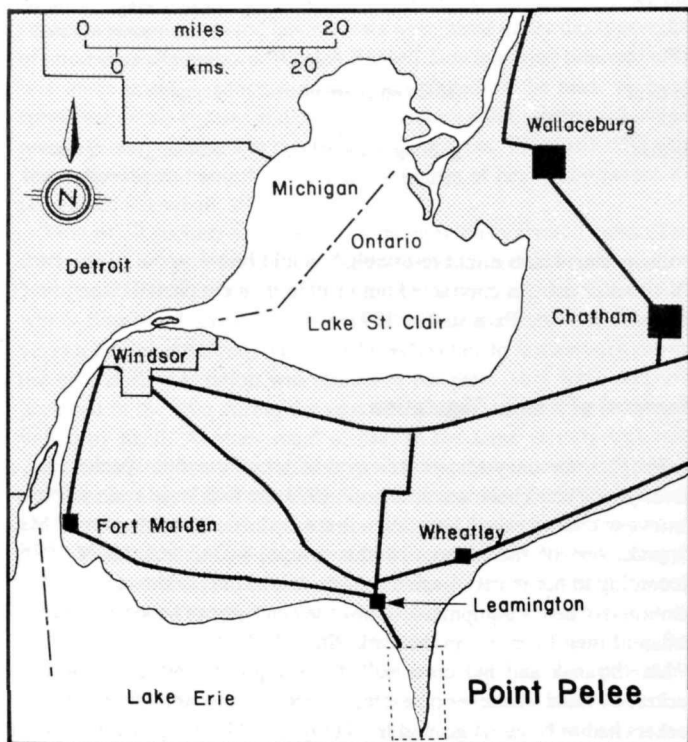 0 miles 20
0 kms. 20
Wallaceburg
N
Michigan
Ontario
Detroit
Lake St. Clair
Chatham
Windsor
Fort Malden
Wheatley
Leamington
Point Pelee
Lake Erie